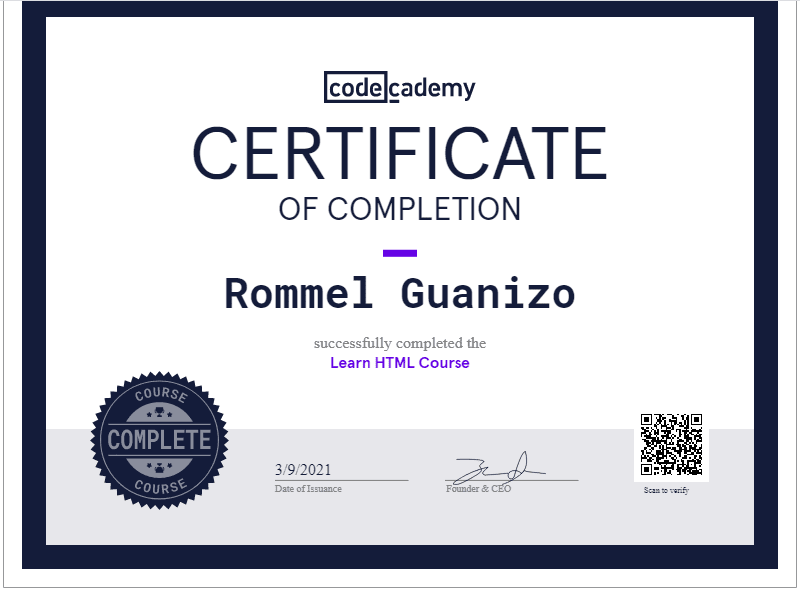 codecademy
CERTIFICATE
OF COMPLETION
Rommel Guanizo
successfully completed the
Learn HTML Course
COURSE
COMPLETE
COURSE
3/9/2021
Date of Issuance
Founder & CEO
Scan to verify